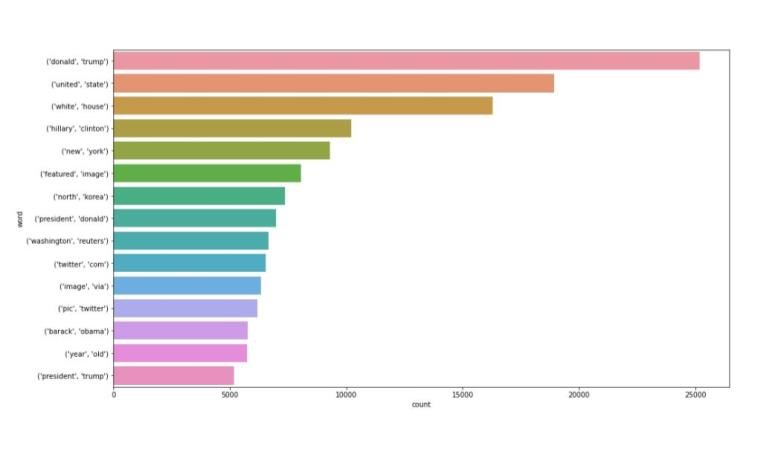 ('donald', 'trump')
('united', 'state')
('white', 'house')
('hillary', 'clinton')
('new', 'york')
('featured', 'image')
('north', 'korea')
('president', 'donald')
('washington', 'reuters')
('twitter', 'com')
('image', 'via')
('pic', 'twitter')
('barack', 'obama')
('year', 'old')
('president', 'trump')
word
0 5000 10000 15000 20000 25000
count